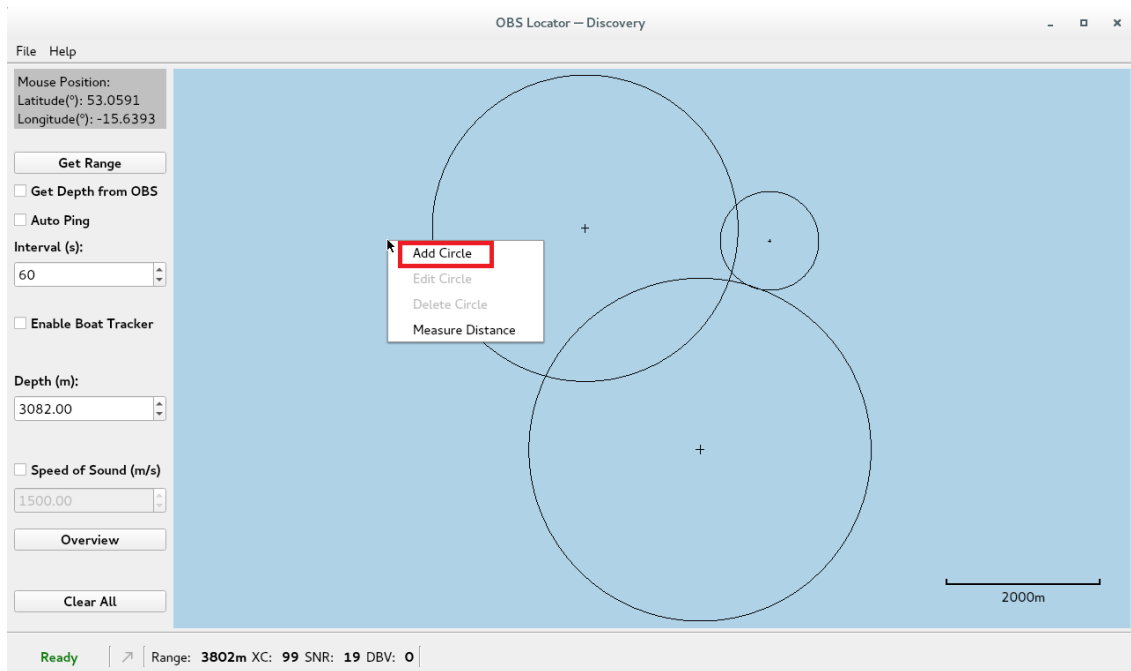 OBS Locator — Discovery
File Help
Mouse Position:
Latitude(º): 53.0591
Longitude(º): -15.6393
Get Range
Get Depth from OBS
Auto Ping
Interval (s):
60
Enable Boat Tracker
Depth (m):
3082.00
Speed of Sound (m/s)
1500.00
Overview
Clear All
Add Circle
Edit Circle
Delete Circle
Measure Distance
2000m
Ready Range: 3802m XC: 99 SNR: 19 DBV: 0